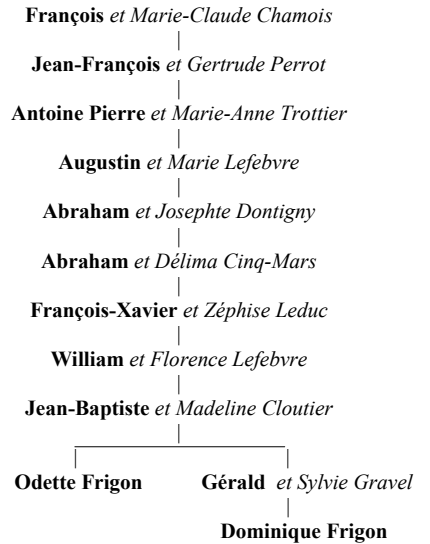 François et Marie-Claude Chamois
Jean-François et Gertrude Perrot
Antoine Pierre et Marie-Anne Trottier
Augustin et Marie Lefebvre
Abraham et Josephte Dontigny
Abraham et Délima Cinq-Mars
François-Xavier et Zéphise Leduc
William et Florence Lefebvre
Jean-Baptiste et Madeline Cloutier
Odette Frigon Gérald et Sylvie Gravel
Dominique Frigon